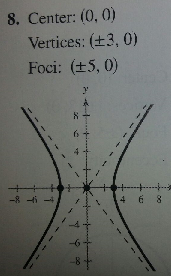 8. Center: (0, 0)
Vertices: (±3, 0)
Foci: (±5, 0)
y
8
6
4
-8 -6 -4 4 6 8
-4
-6
-8